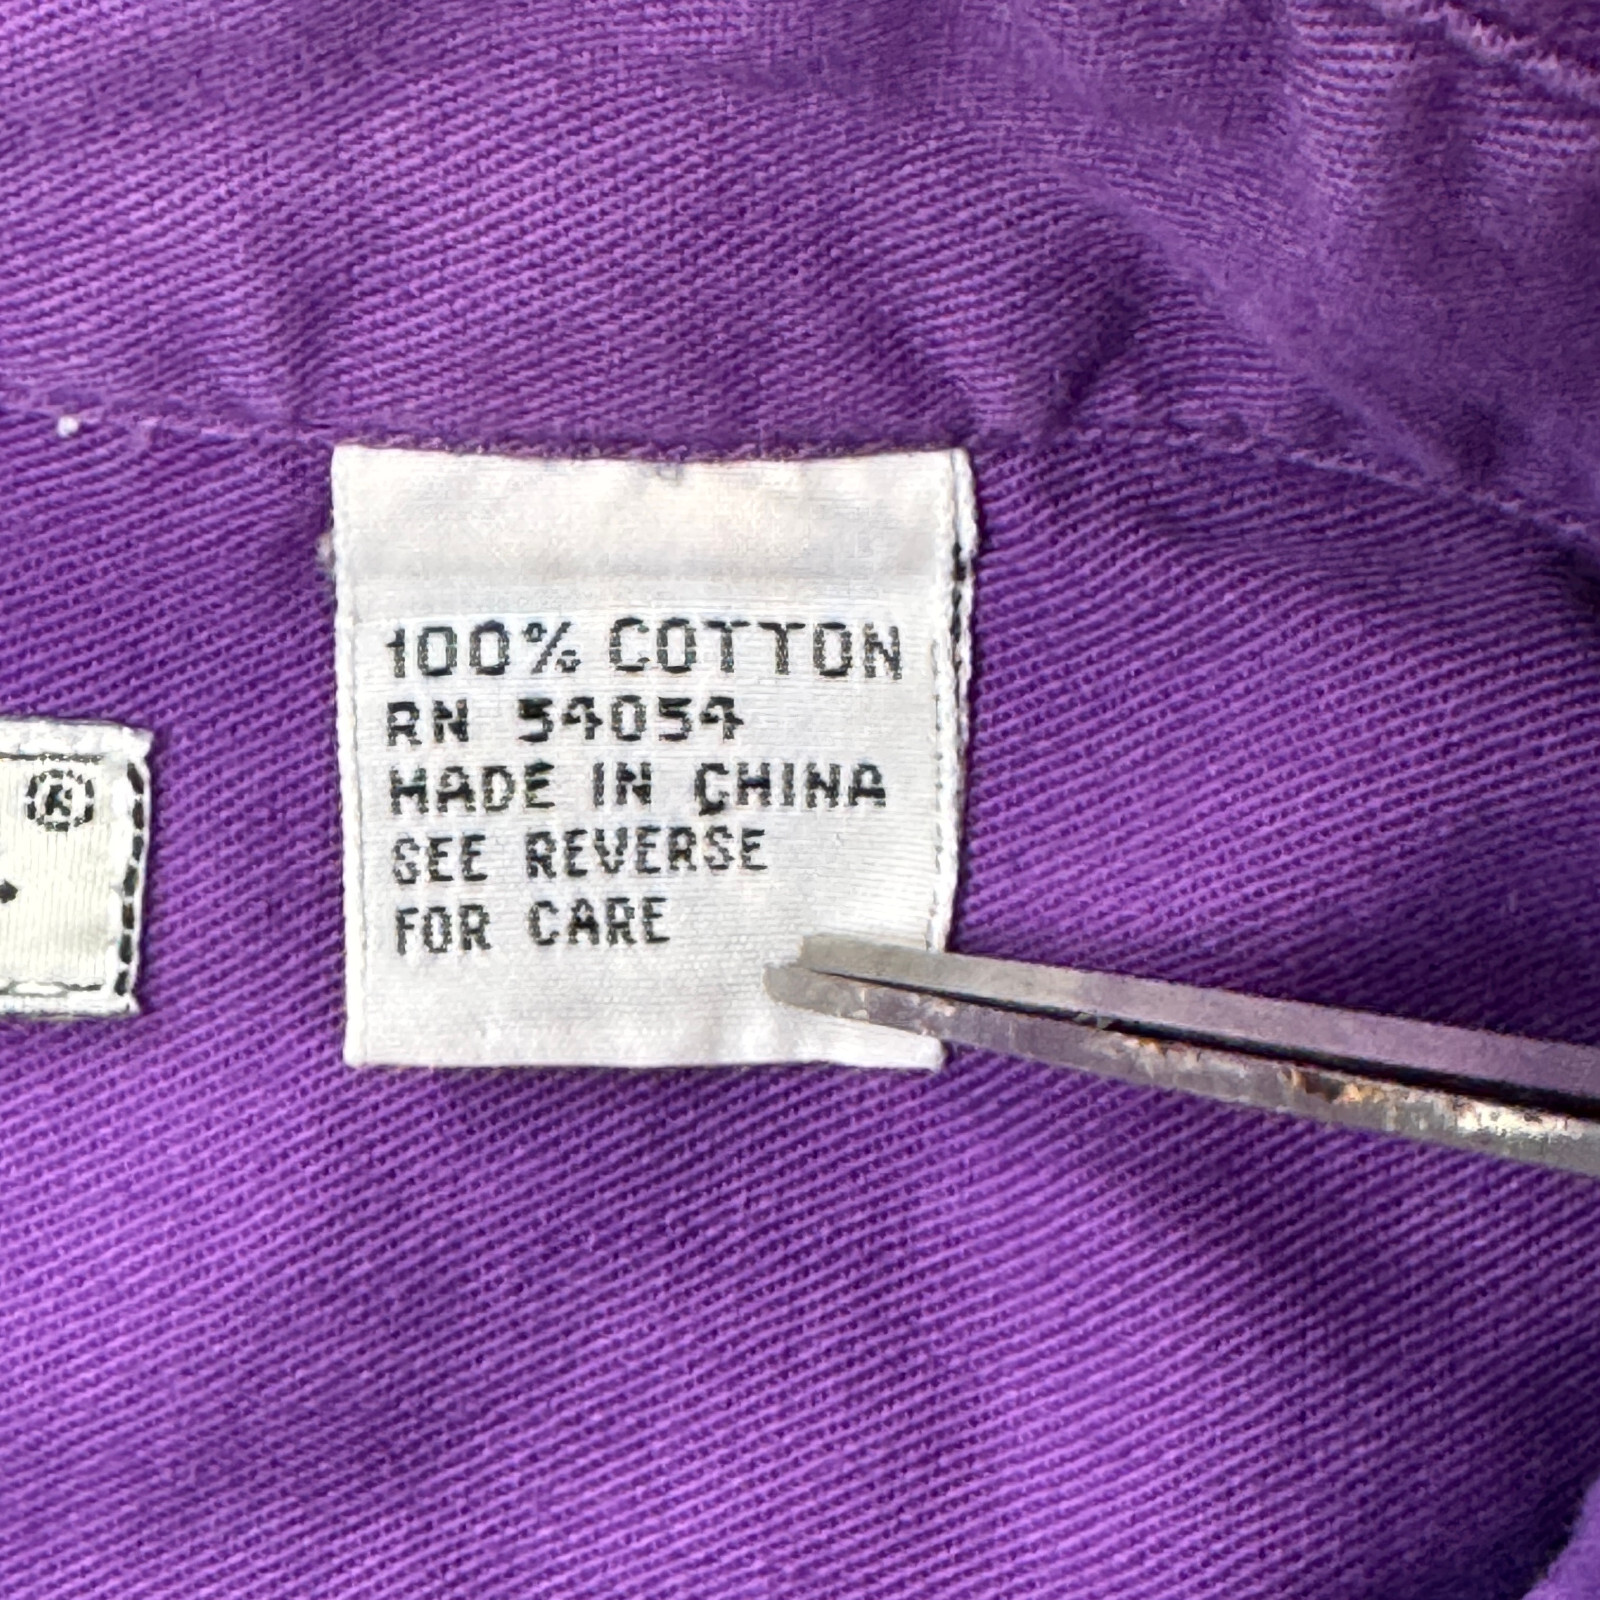 100% COTTON
RN 54054
MADE IN CHINA
SEE REVERSE
FOR CARE
®